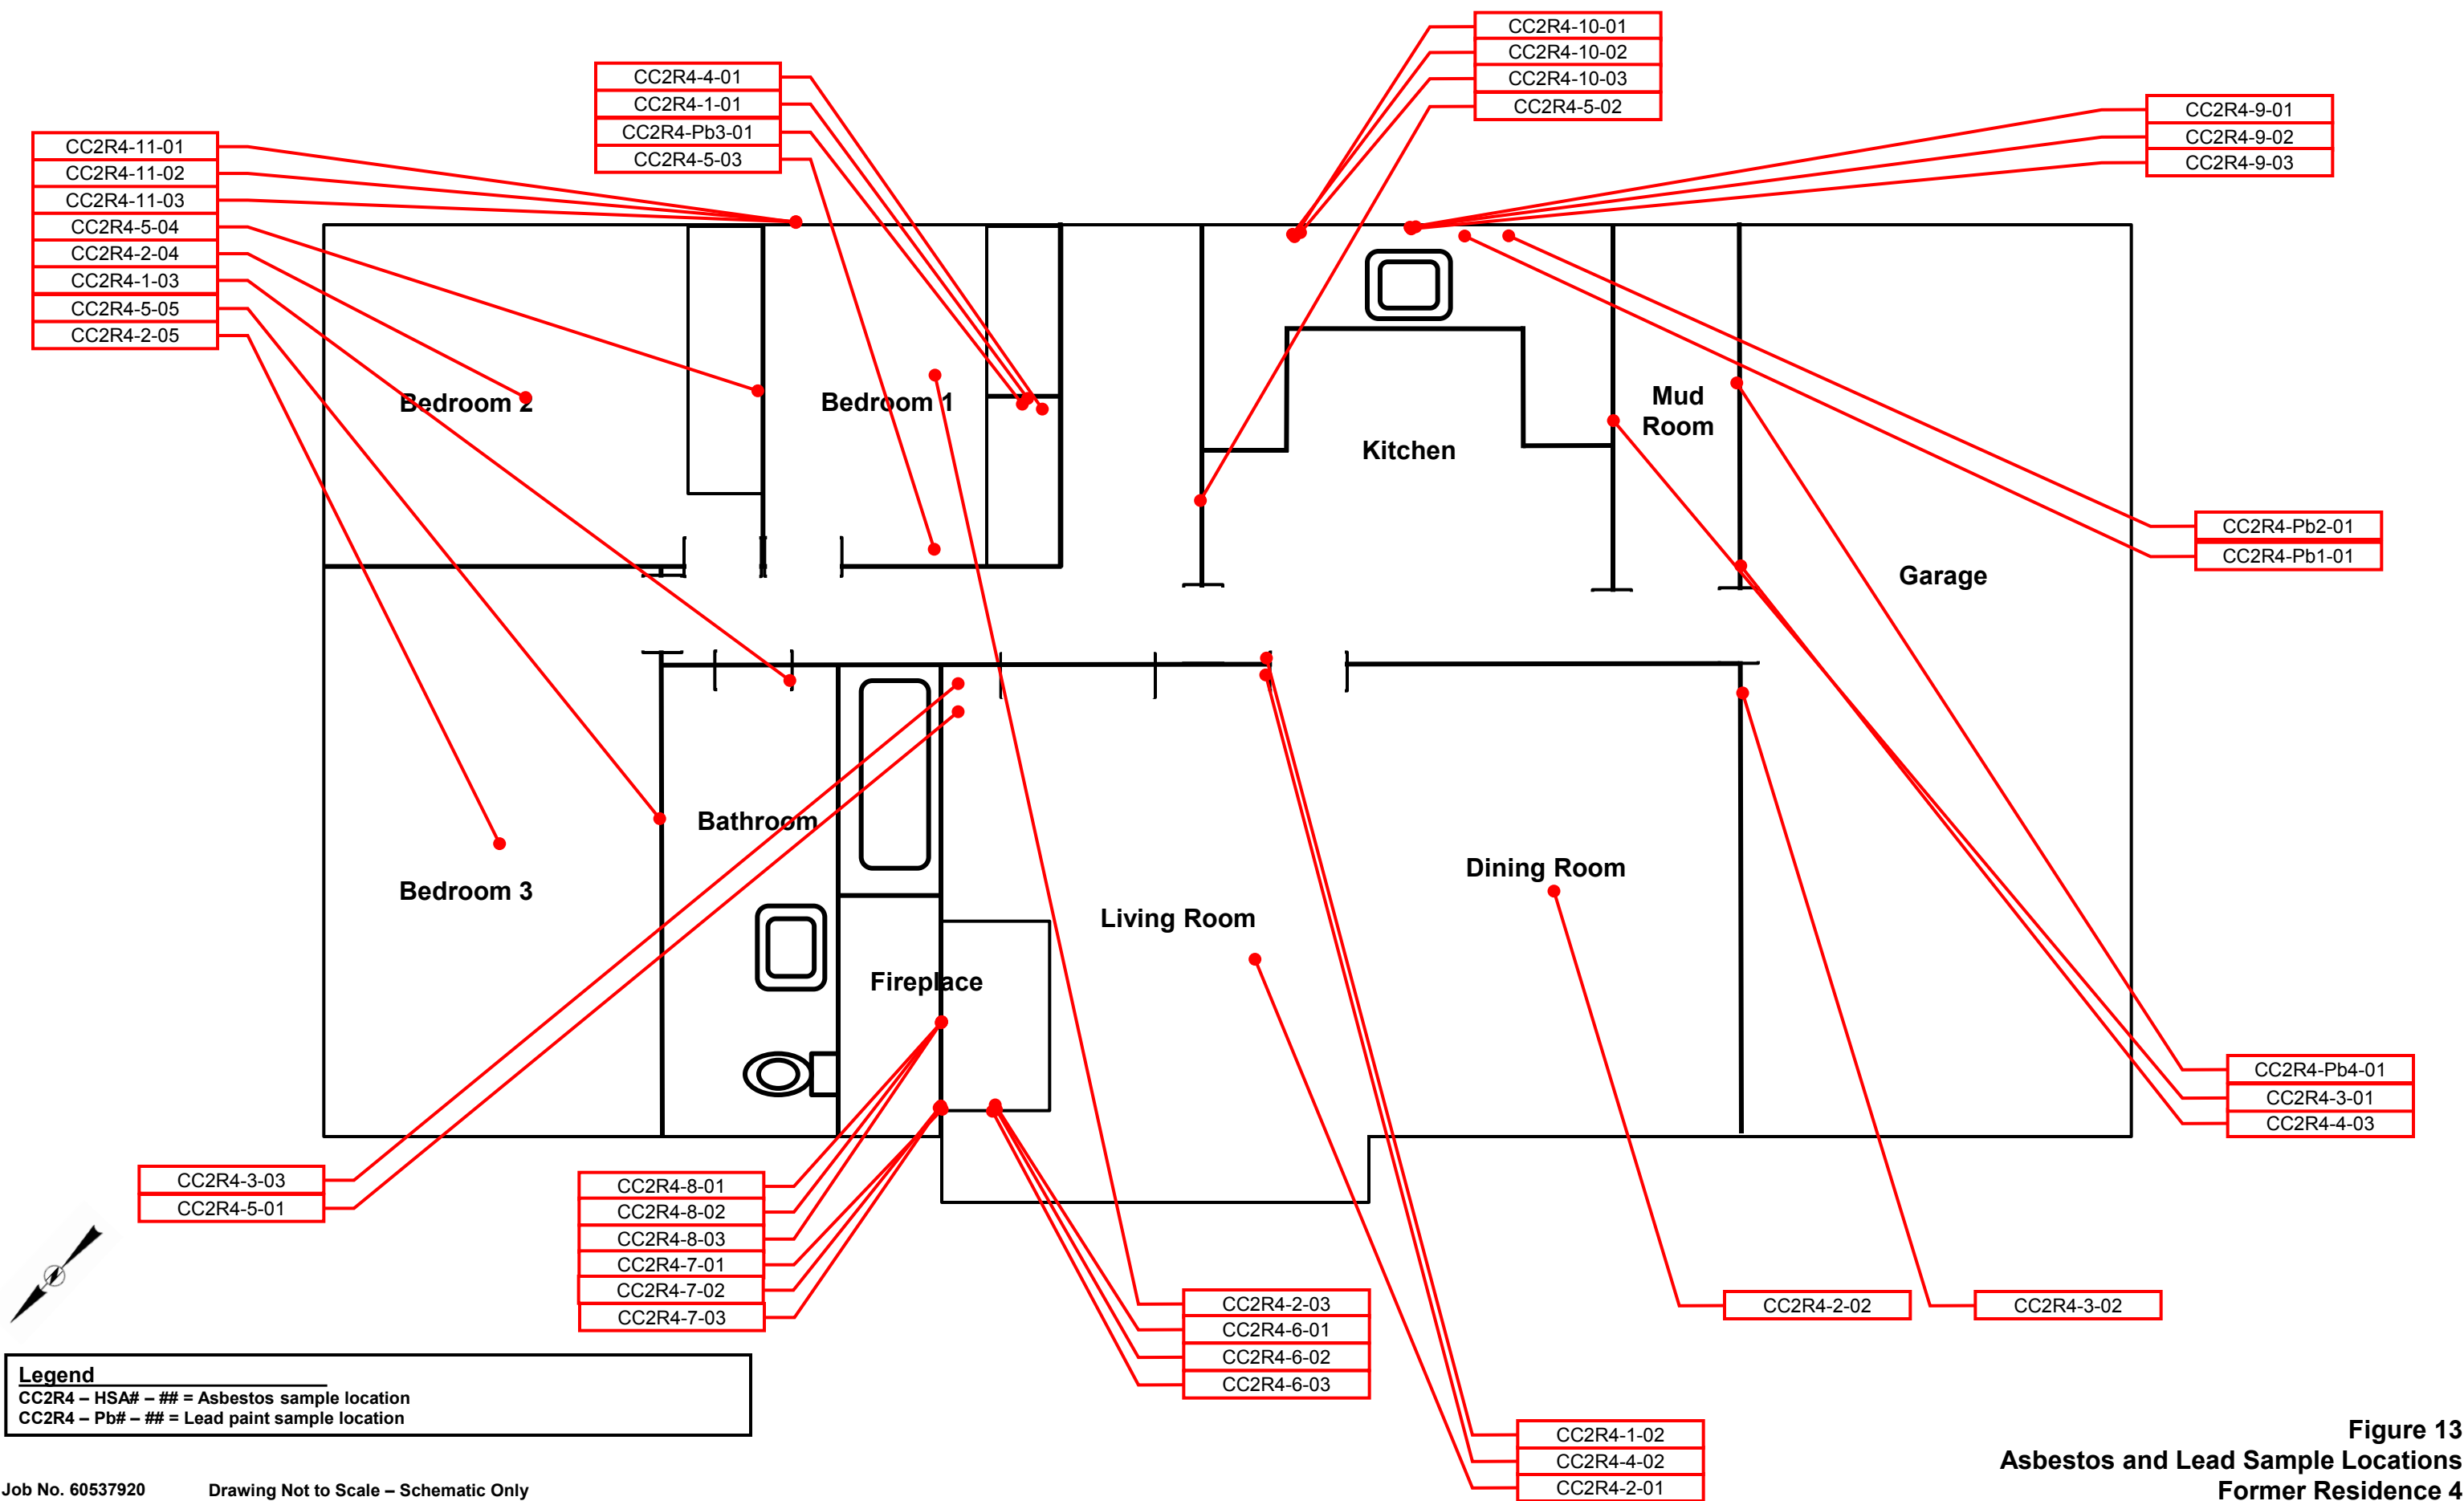 CC2R4-10-01
CC2R4-10-02
CC2R4-10-03
CC2R4-5-02
CC2R4-4-01
CC2R4-1-01
CC2R4-Pb3-01
CC2R4-5-03
CC2R4-9-01
CC2R4-9-02
CC2R4-9-03
CC2R4-11-01
CC2R4-11-02
CC2R4-11-03
CC2R4-5-04
CC2R4-2-04
CC2R4-1-03
CC2R4-5-05
CC2R4-2-05
Bedroom 2
Bedroom 1
Kitchen
Mud
Room
Garage
CC2R4-Pb2-01
CC2R4-Pb1-01
Bathroom
Bedroom 3
Living Room
Dining Room
Fireplace
CC2R4-Pb4-01
CC2R4-3-01
CC2R4-4-03
CC2R4-3-03
CC2R4-5-01
CC2R4-8-01
CC2R4-8-02
CC2R4-8-03
CC2R4-7-01
CC2R4-7-02
CC2R4-7-03
CC2R4-2-03
CC2R4-6-01
CC2R4-6-02
CC2R4-6-03
CC2R4-2-02
CC2R4-3-02
CC2R4-1-02
CC2R4-4-02
CC2R4-2-01
Legend
CC2R4 – HSA# – ## = Asbestos sample location
CC2R4 – Pb# – ## = Lead paint sample location
Job No. 60537920
Drawing Not to Scale – Schematic Only
Figure 13
Asbestos and Lead Sample Locations
Former Residence 4